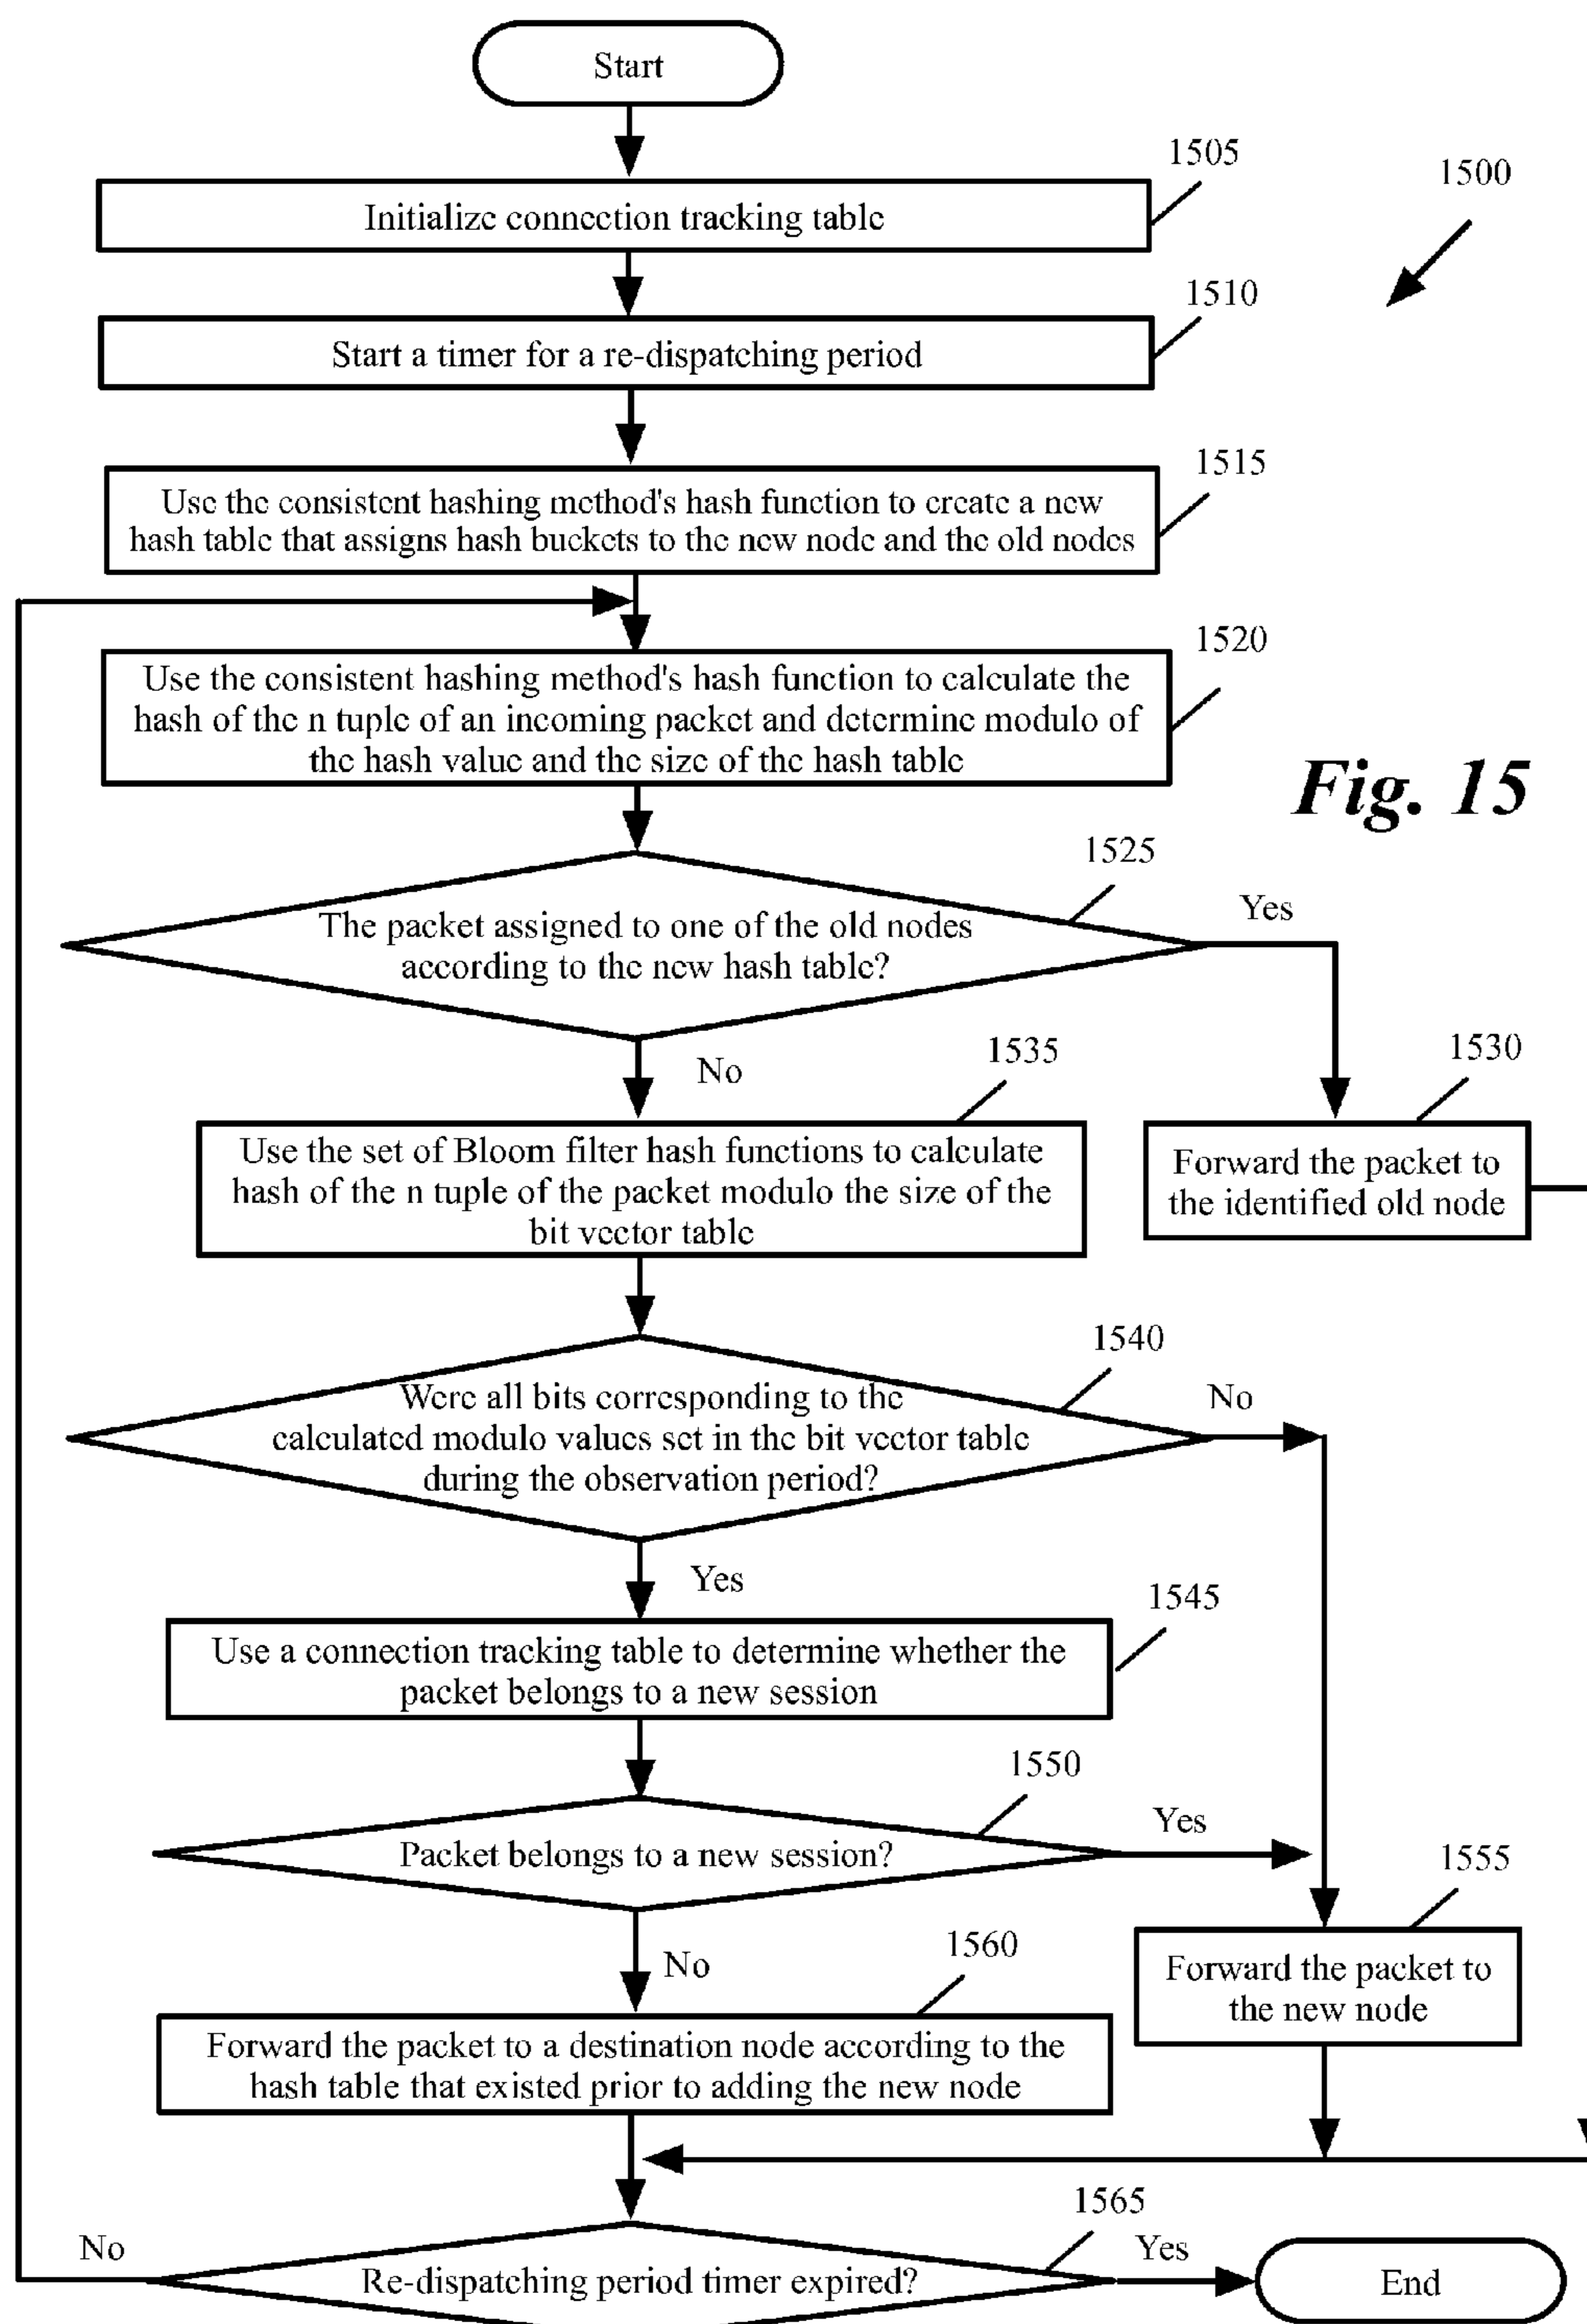 Start
1505
1500
Initialize connection tracking table
1510
Start a timer for a re-dispatching period
1515
Use the consistent hashing method's hash function to create a new
hash table that assigns hash buckets to the new node and the old nodes
1520
Use the consistent hashing method's hash function to calculate the
hash of the n tuple of an incoming packet and determine modulo of
the hash value and the size of the hash table
Fig. 15
1525
The packet assigned to one of the old nodes
according to the new hash table?
Yes
No
1535
1530
Use the set of Bloom filter hash functions to calculate
hash of the n tuple of the packet modulo the size of the
bit vector table
Forward the packet to
the identified old node
1540
Were all bits corresponding to the
calculated modulo values set in the bit vector table
during the observation period?
No
Yes
1545
Use a connection tracking table to determine whether the
packet belongs to a new session
1550
Packet belongs to a new session?
Yes
1555
No
1560
Forward the packet to
the new node
Forward the packet to a destination node according to the
hash table that existed prior to adding the new node
1565
No
Re-dispatching period timer expired?
Yes
End